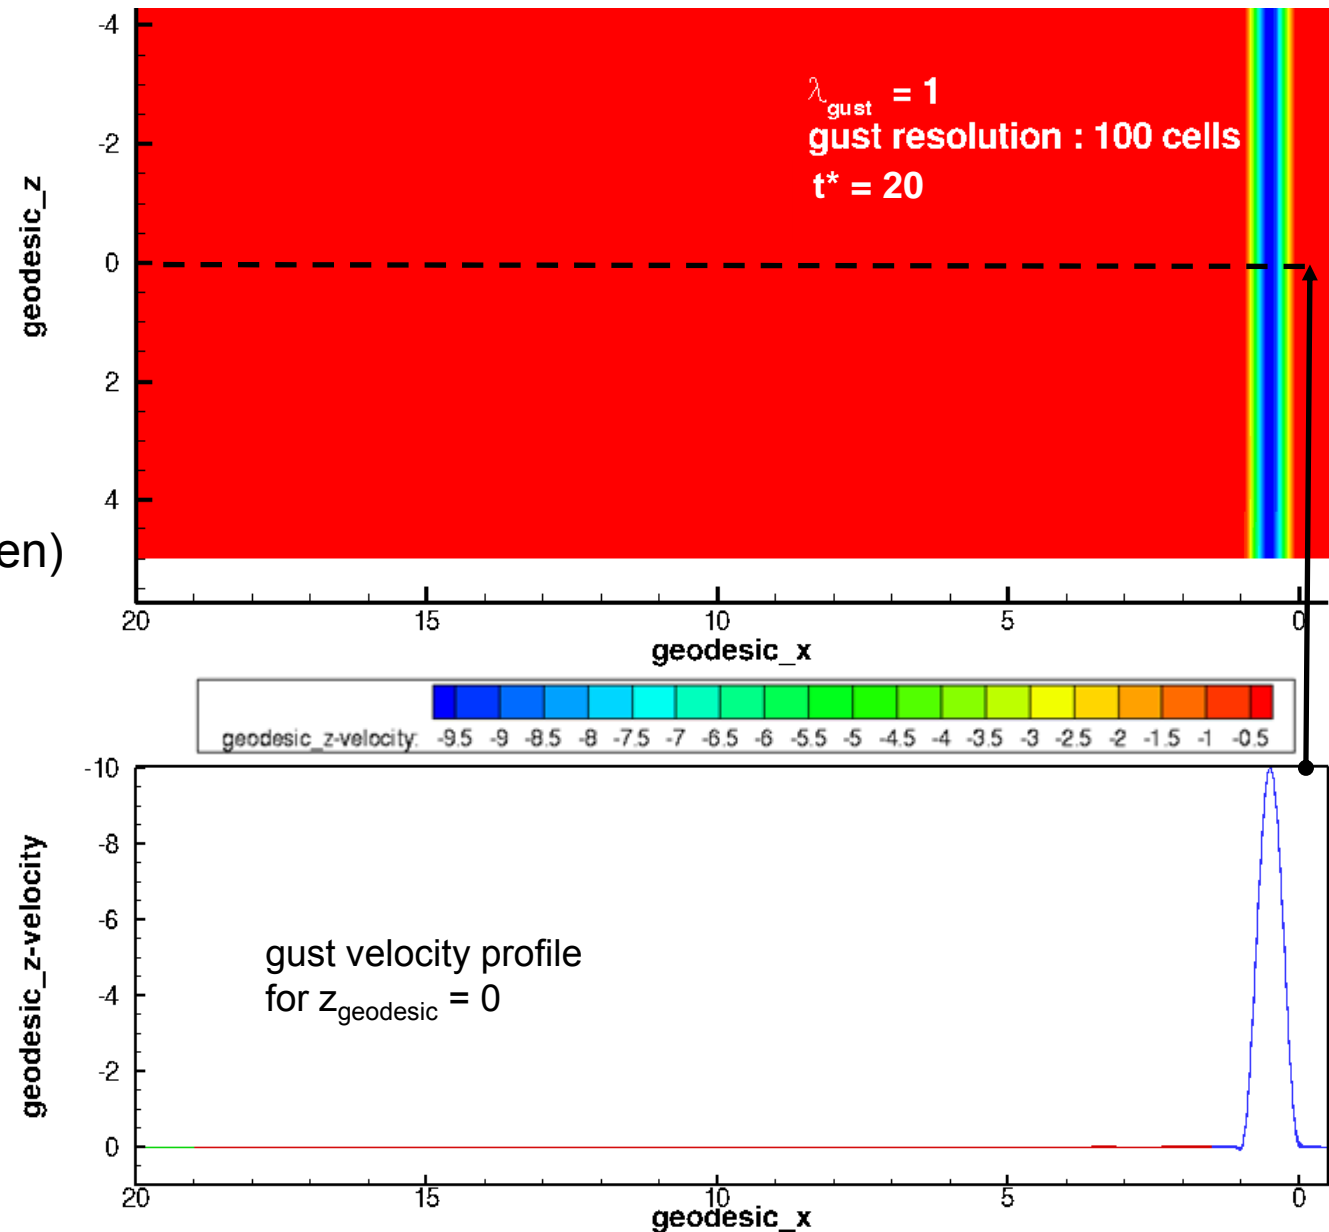 -4
-2
0
2
4
geodesic_z
λgust = 1
gust resolution : 100 cells
t* = 20
en)
20 15 10 5 0
geodesic_x
geodesic_z-velocity: -9.5 -9 -8.5 -8 -7.5 -7 -6.5 -6 -5.5 -5 -4.5 -4 -3.5 -3 -2.5 -2 -1.5 -1 -0.5
-10
-8
-6
-4
-2
0
geodesic_z-velocity
gust velocity profile
for zgeodesic = 0
20 15 10 5 0
geodesic_x